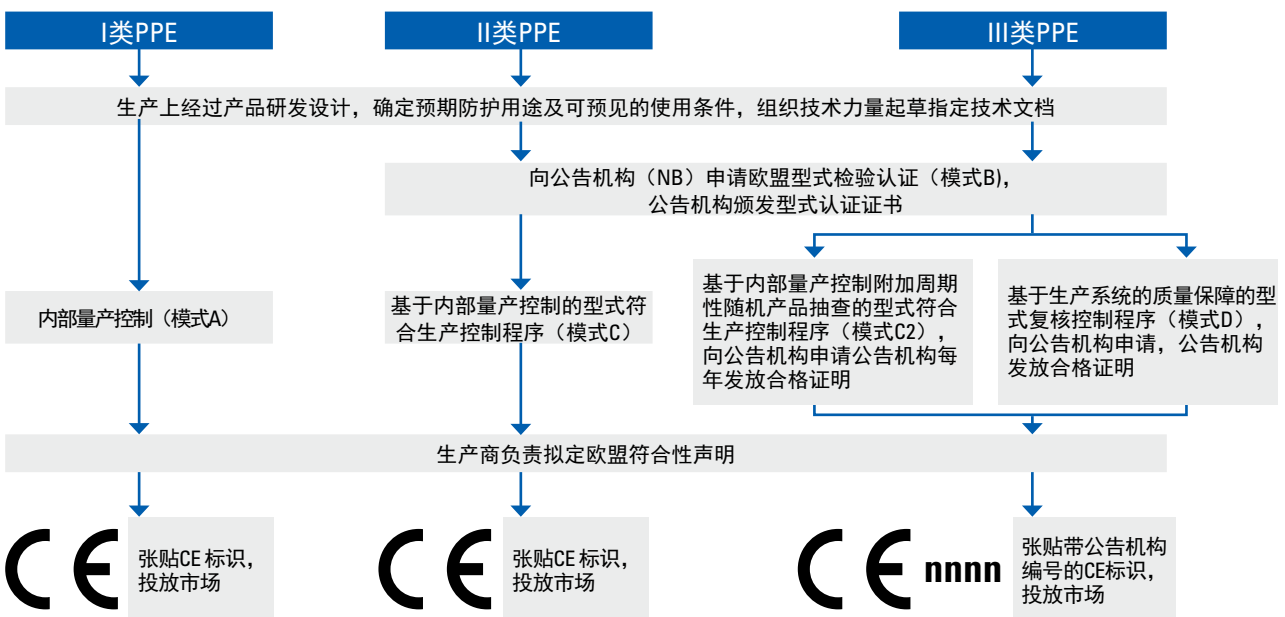 I类PPE
II类PPE
III类PPE
生产上经过产品研发设计，确定预期防护用途及可预见的使用条件，组织技术力量起草指定技术文档
向公告机构（NB）申请欧盟型式检验认证（模式B），
公告机构颁发型式认证证书
内部量产控制（模式A）
基于内部量产控制的型式符
合生产控制程序（模式C）
基于内部量产控制附加周期
性随机产品抽查的型式符合
生产控制程序（模式C2），
向公告机构申请公告机构每
年发放合格证明
基于生产系统的质量保障的型
式复核控制程序（模式D），
向公告机构申请，公告机构
发放合格证明
生产商负责拟定欧盟符合性声明
CE
张贴CE 标识，
投放市场
CE
张贴CE 标识，
投放市场
CE nnnn
张贴带公告机构
编号的CE标识，
投放市场